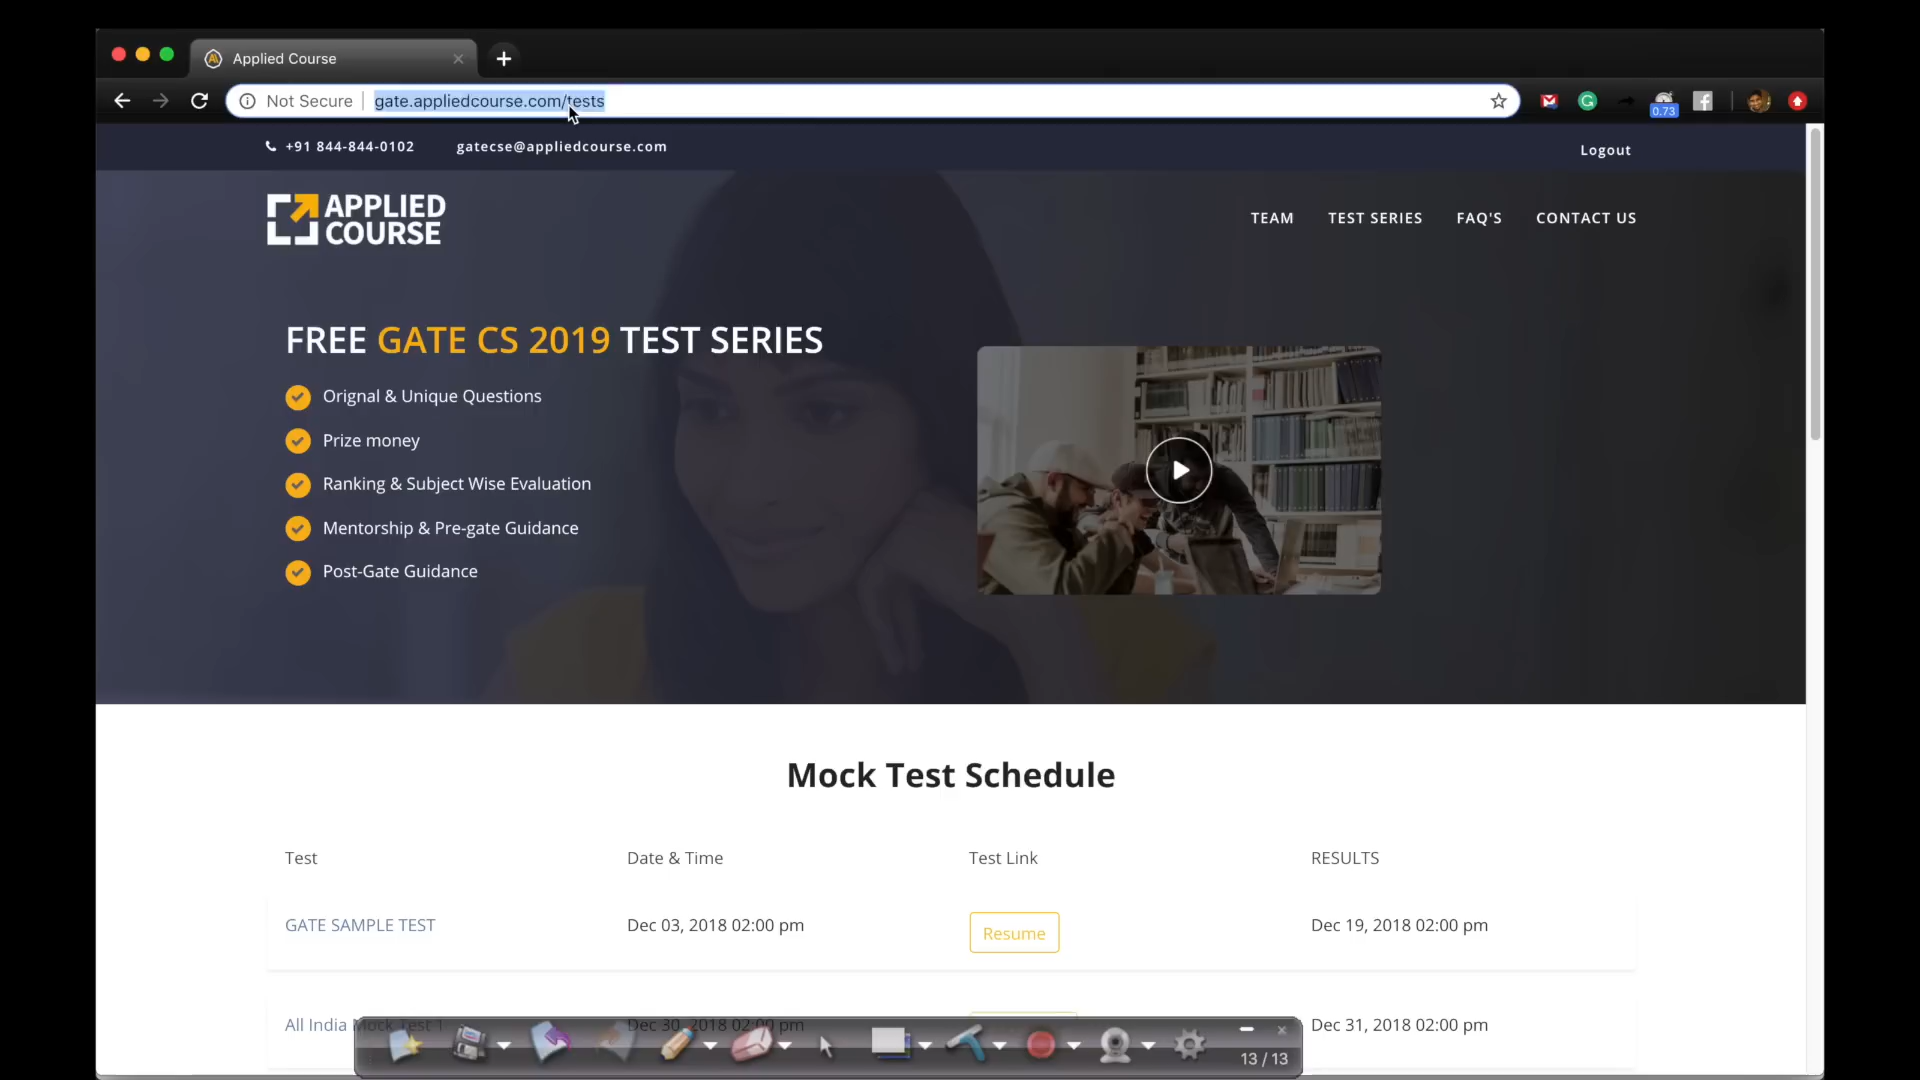 Applied Course
Not Secure
gate.appliedcourse.com/tests
0.73
+91 844-844-0102
gatecse@appliedcourse.com
Logout
APPLIED
COURSE
TEAM
TEST SERIES
FAQ'S
CONTACT US
FREE GATE CS 2019 TEST SERIES
Orignal & Unique Questions
Prize money
Ranking & Subject Wise Evaluation
Mentorship & Pre-gate Guidance
Post-Gate Guidance
Mock Test Schedule
Test
Date & Time
Test Link
RESULTS
GATE SAMPLE TEST
Dec 03, 2018 02:00 pm
Resume
Dec 19, 2018 02:00 pm
All India Mock Test 1
Dec 30, 2018 02:00 pm
Dec 31, 2018 02:00 pm
13 / 13